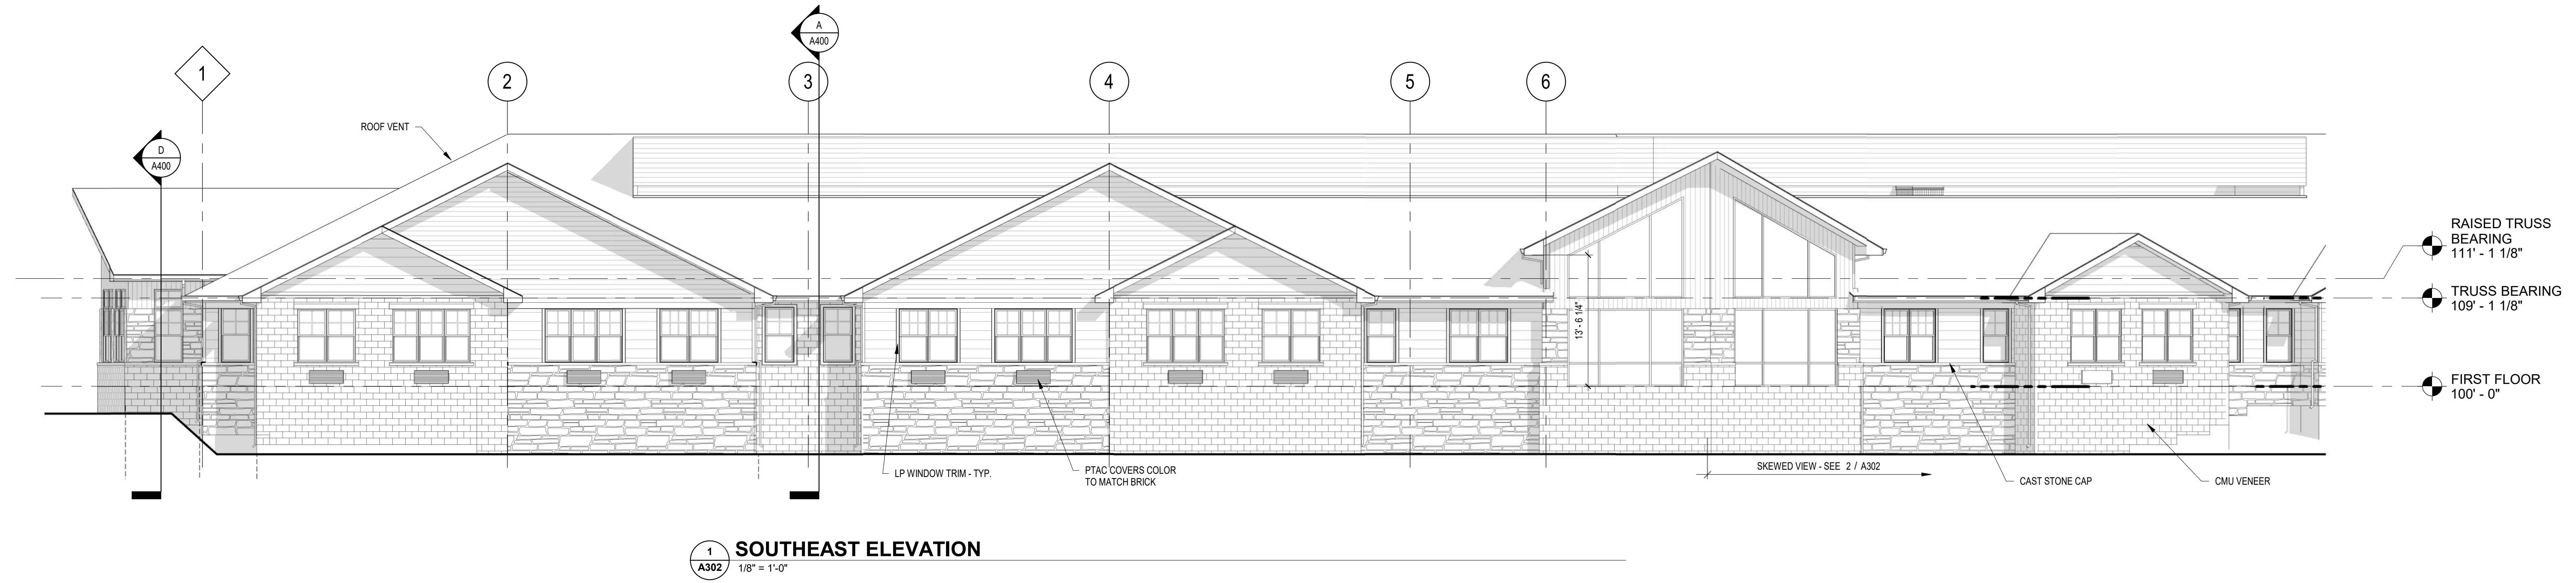 A
A400
1
2
3
4
5
6
ROOF VENT
D
A400
RAISED TRUSS
BEARING
111' - 1 1/8"
TRUSS BEARING
109' - 1 1/8"
13' - 6 1/4"
FIRST FLOOR
100' - 0"
LP WINDOW TRIM - TYP.
PTAC COVERS COLOR
TO MATCH BRICK
SKEWED VIEW - SEE 2 / A302
CAST STONE CAP
CMU VENEER
1
A302
SOUTHEAST ELEVATION
1/8" = 1'-0"